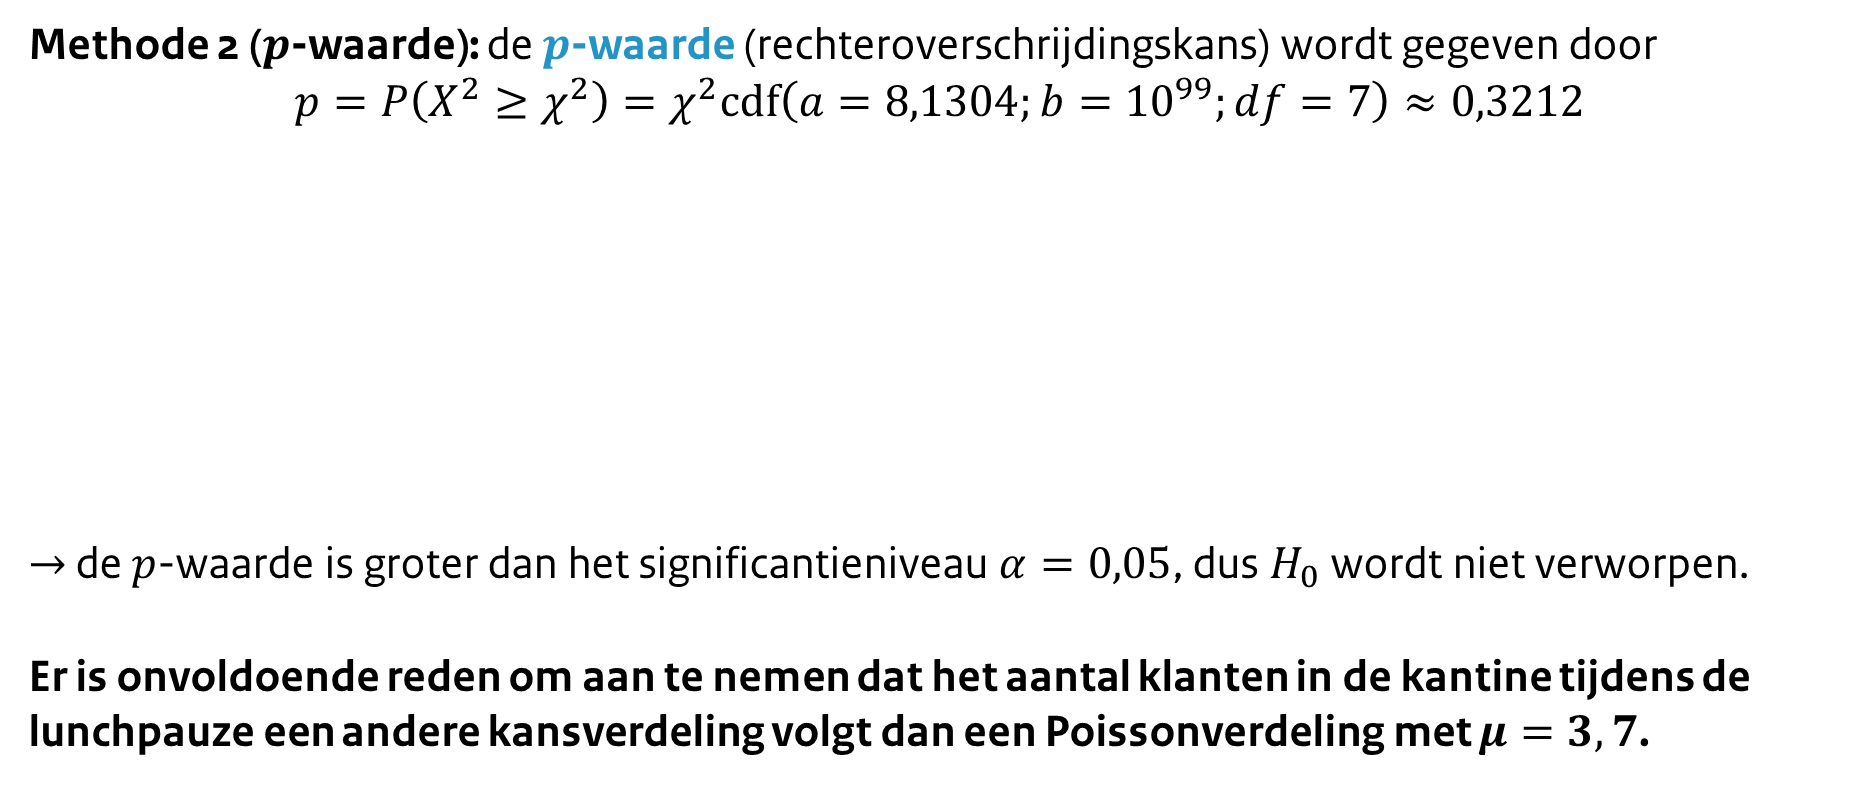 Methode 2 (p-waarde): de p-waarde (rechteroverschrijdingskans) wordt gegeven door
p = P(X² ≥ χ²) = χ²cdf(a = 8,1304; b = 10⁹⁹; df = 7) ≈ 0,3212
→ de p-waarde is groter dan het significantieniveau α = 0,05, dus H₀ wordt niet verworpen.
Er is onvoldoende reden om aan te nemen dat het aantal klanten in de kantine tijdens de
lunchpauze een andere kansverdeling volgt dan een Poissonverdeling met μ = 3,7.